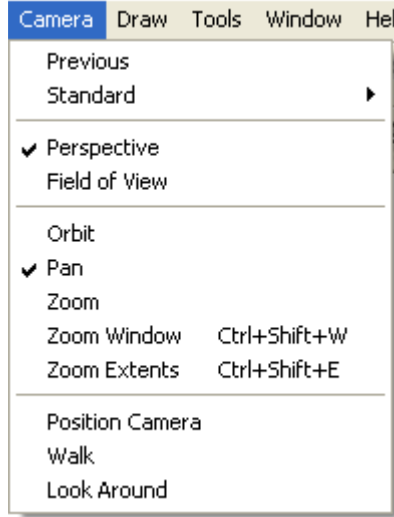 Camera Draw Tools Window Hel
Previous
Standard
Perspective
Field of View
Orbit
Pan
Zoom
Zoom Window Ctrl+Shift+W
Zoom Extents Ctrl+Shift+E
Position Camera
Walk
Look Around